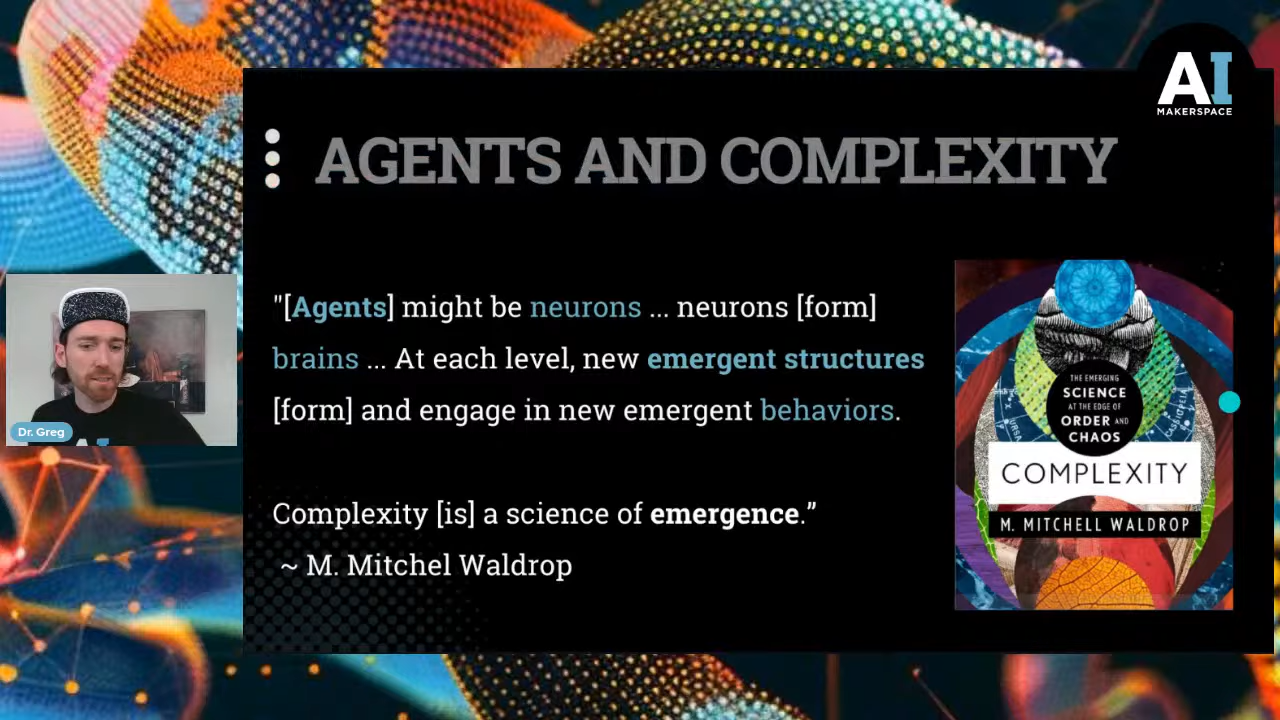 AI
MAKERSPACE
AGENTS AND COMPLEXITY
"[Agents] might be neurons ... neurons [form]
brains ... At each level, new emergent structures
[form] and engage in new emergent behaviors.
Complexity [is] a science of emergence.”
~ M. Mitchel Waldrop
THE EMERGING
SCIENCE
AT THE EDGE OF
ORDER AND
CHAOS
URSA
CASSIOPEIA
COMPLEXITY
M. MITCHELL WALDROP
Dr. Greg